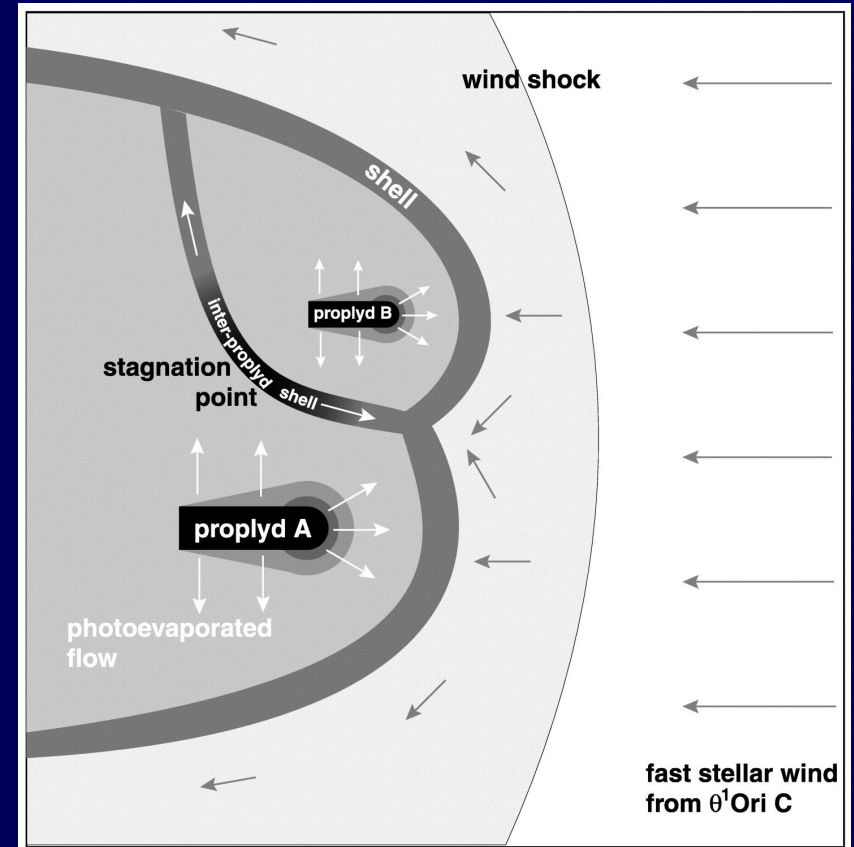 wind shock
shell
proplyd B
inter-proplyd shell
stagnation
point
proplyd A
photoevaporated
flow
fast stellar wind
from θ¹Ori C